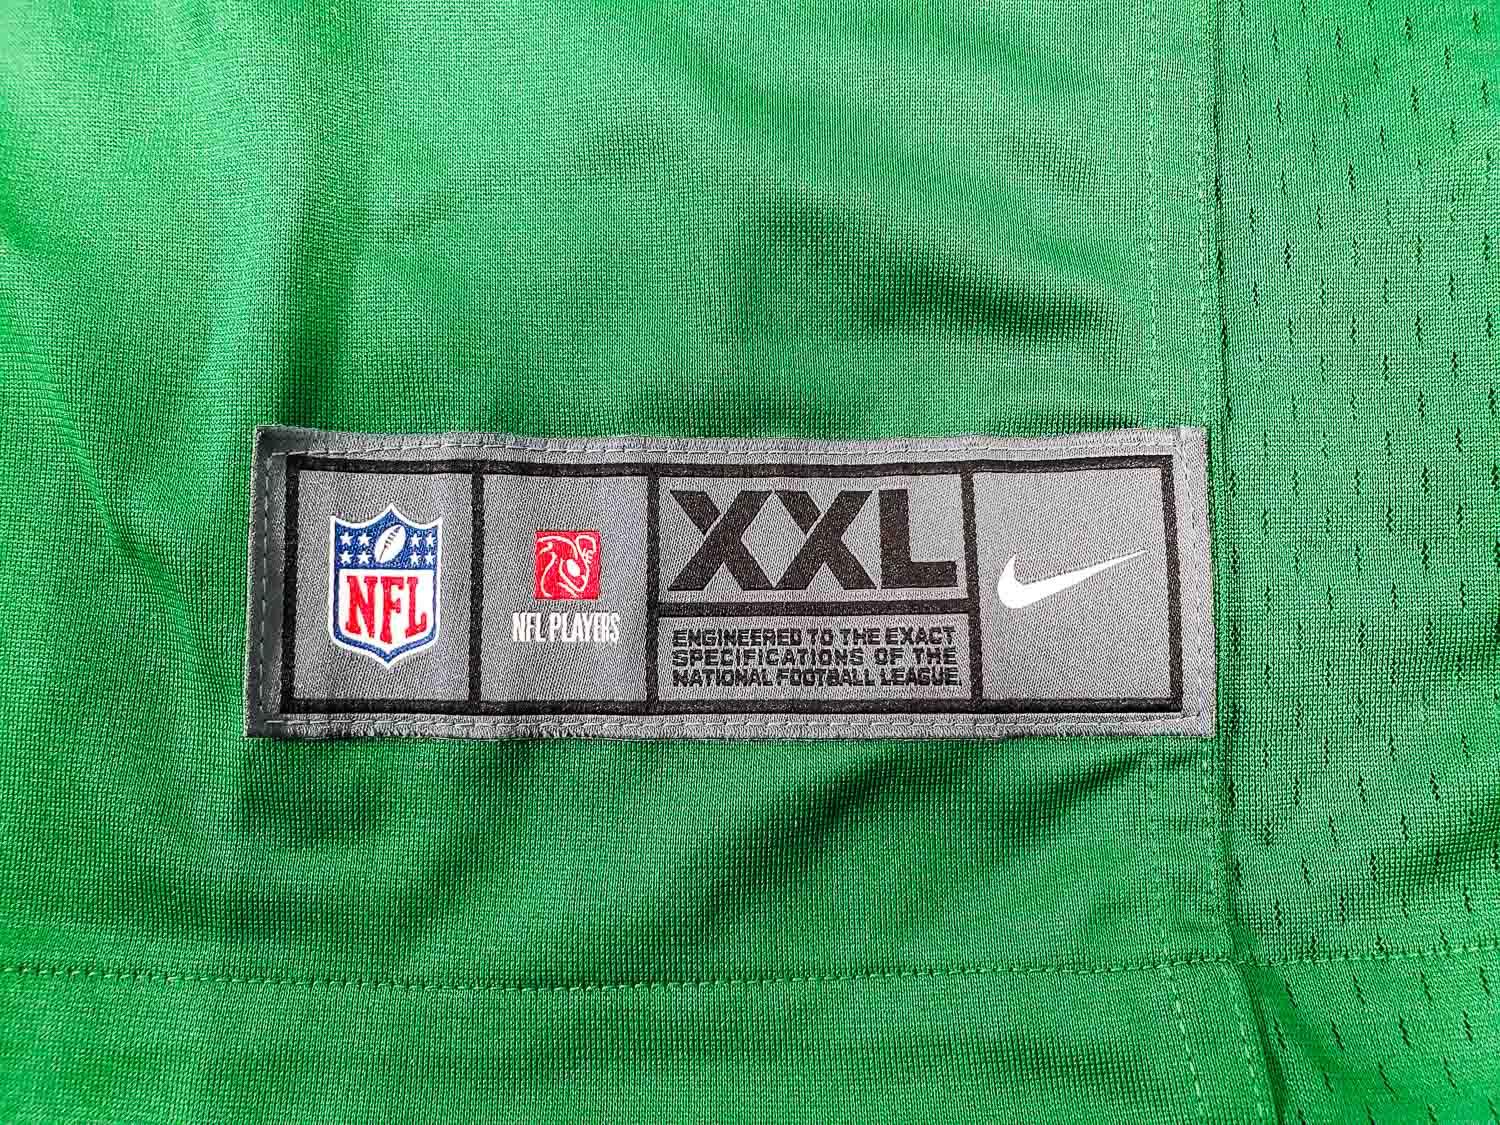 NFL
NFL PLAYERS
XXL
ENGINEERED TO THE EXACT
SPECIFICATIONS OF THE
NATIONAL FOOTBALL LEAGUE.